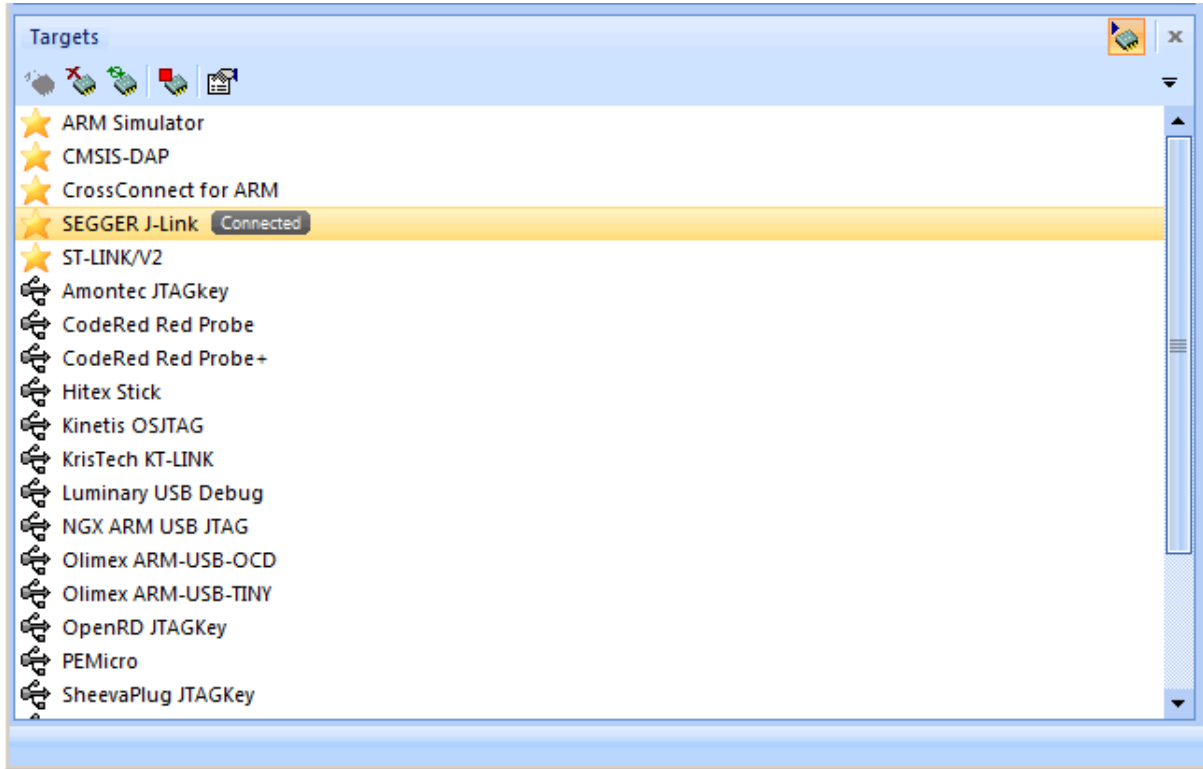 Targets
ARM Simulator
CMSIS-DAP
CrossConnect for ARM
SEGGER J-Link Connected
ST-LINK/V2
Amontec JTAGkey
CodeRed Red Probe
CodeRed Red Probe+
Hitex Stick
Kinetis OSJTAG
KrisTech KT-LINK
Luminary USB Debug
NGX ARM USB JTAG
Olimex ARM-USB-OCD
Olimex ARM-USB-TINY
OpenRD JTAGKey
PEMicro
SheevaPlug JTAGKey